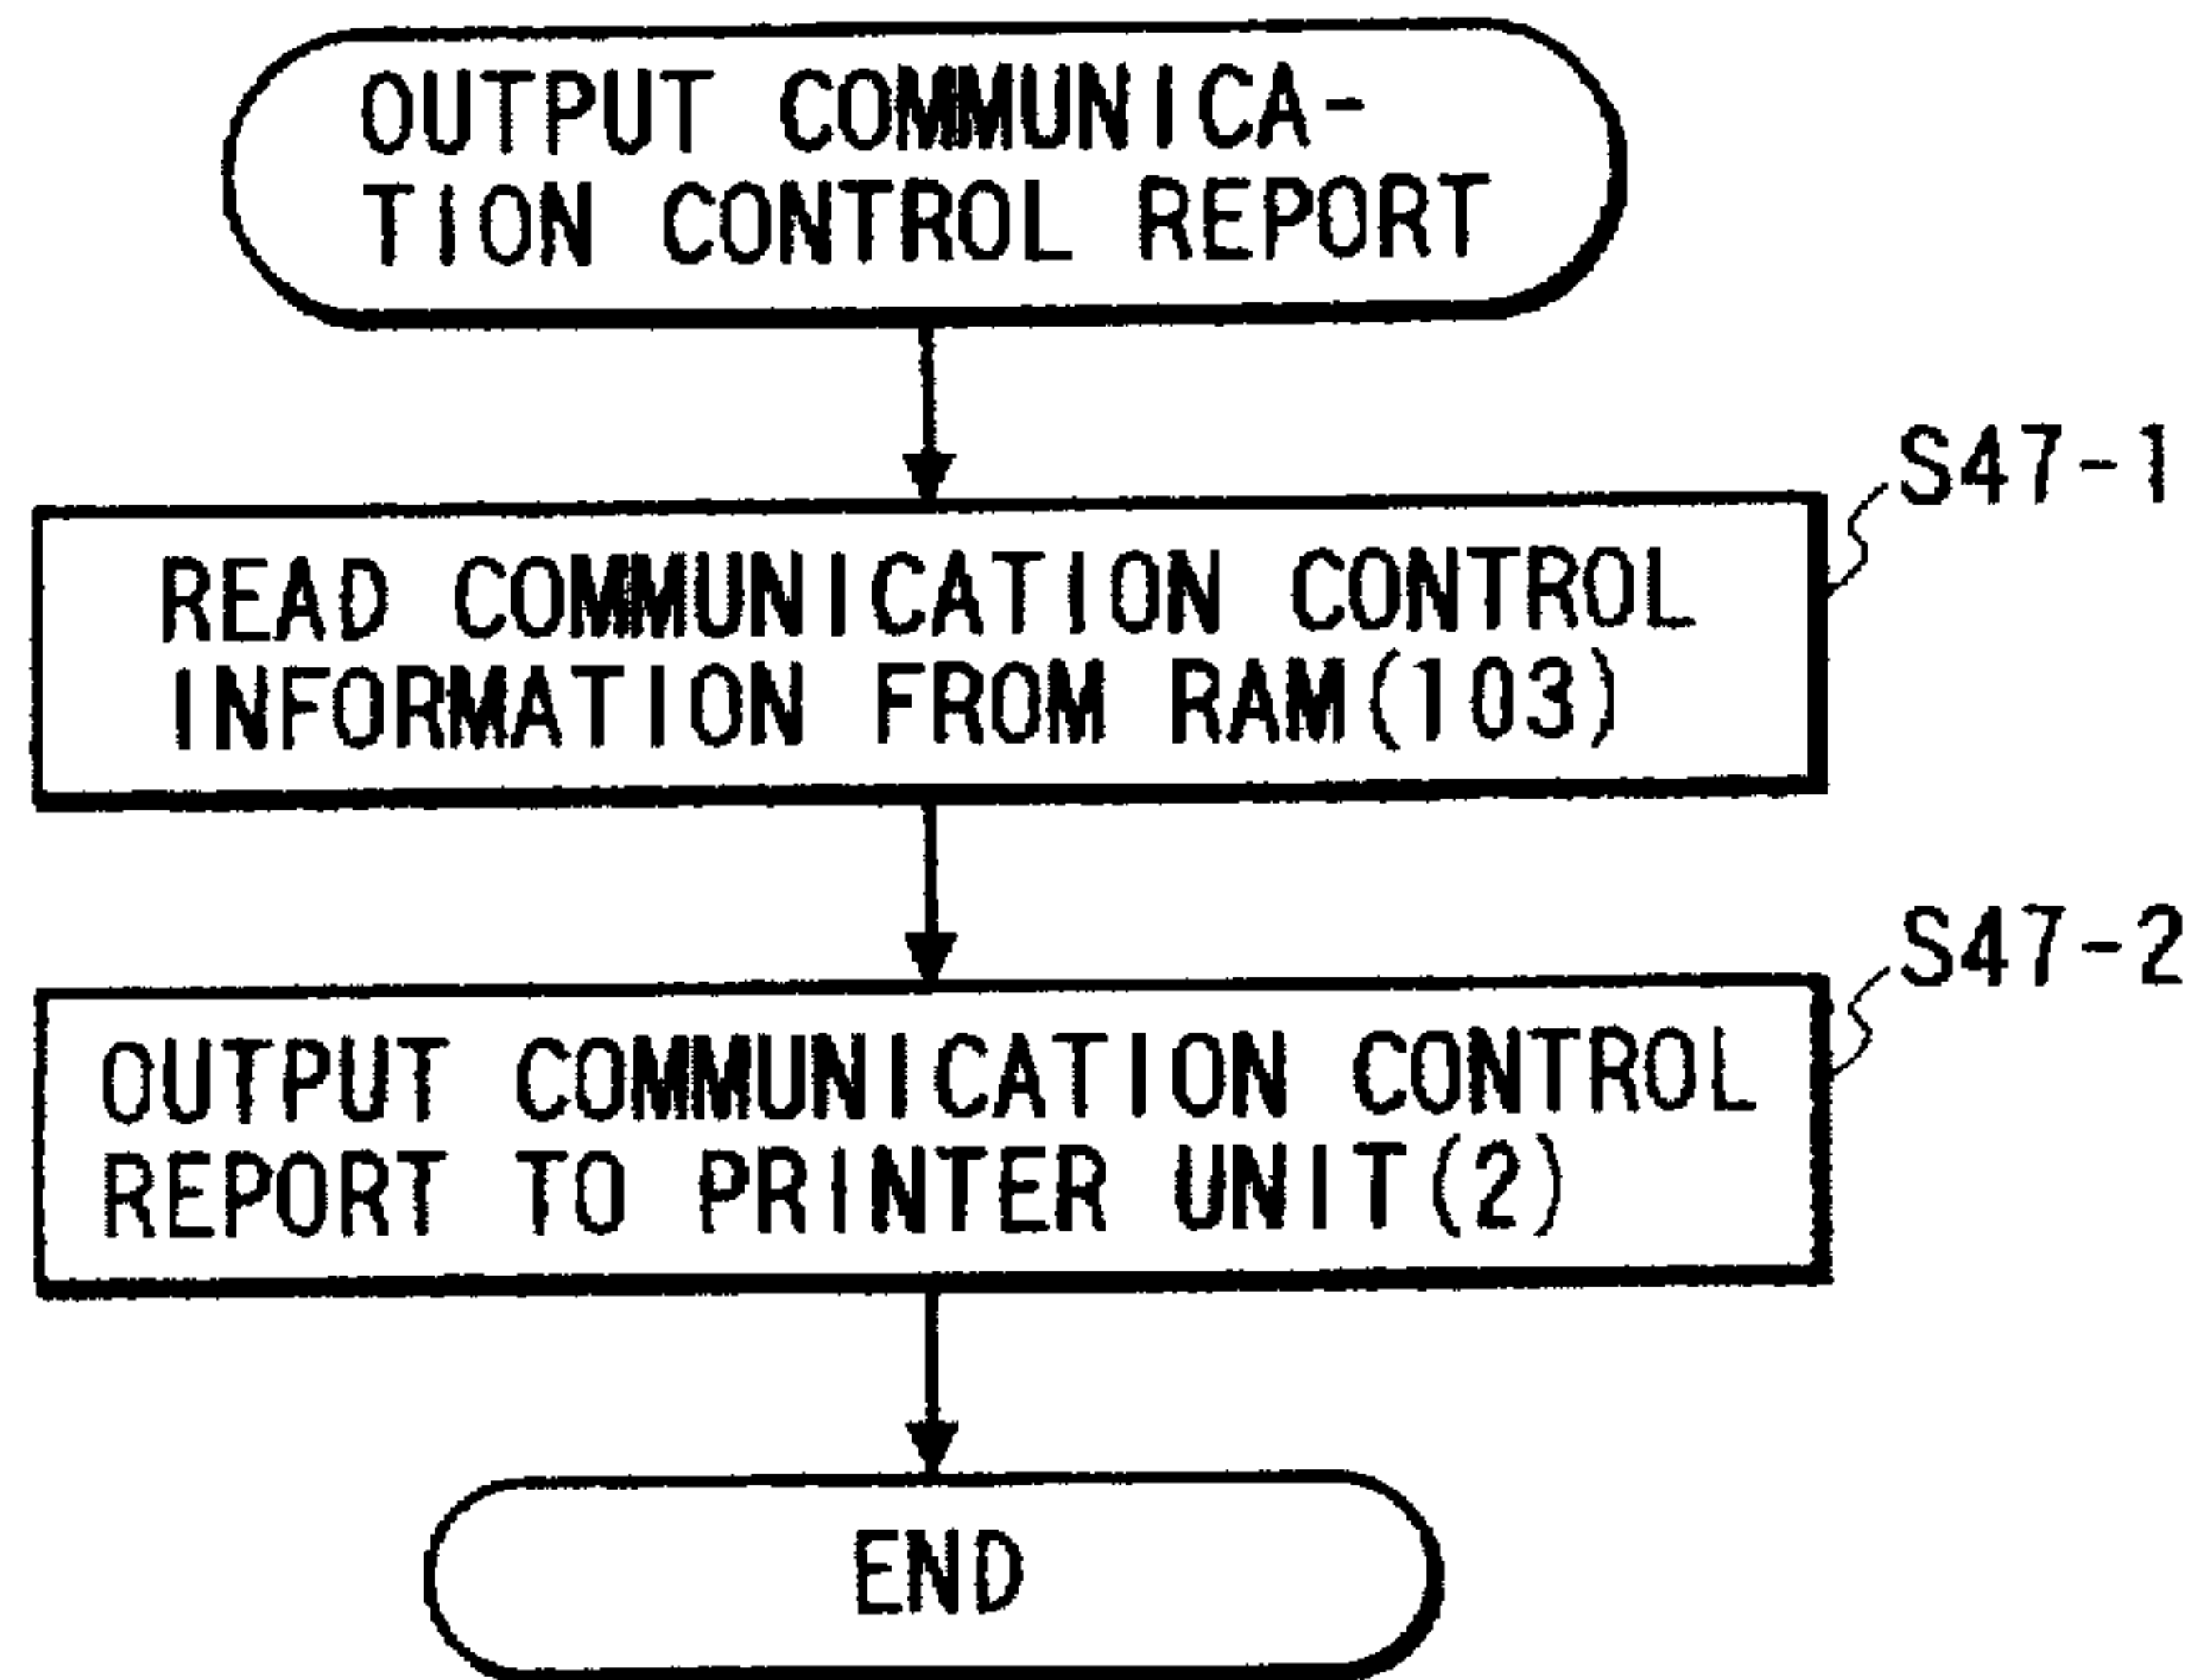 OUTPUT COMMUNICA-
TION CONTROL REPORT
S47-1
READ COMMUNICATION CONTROL
INFORMATION FROM RAM(103)
S47-2
OUTPUT COMMUNICATION CONTROL
REPORT TO PRINTER UNIT(2)
END